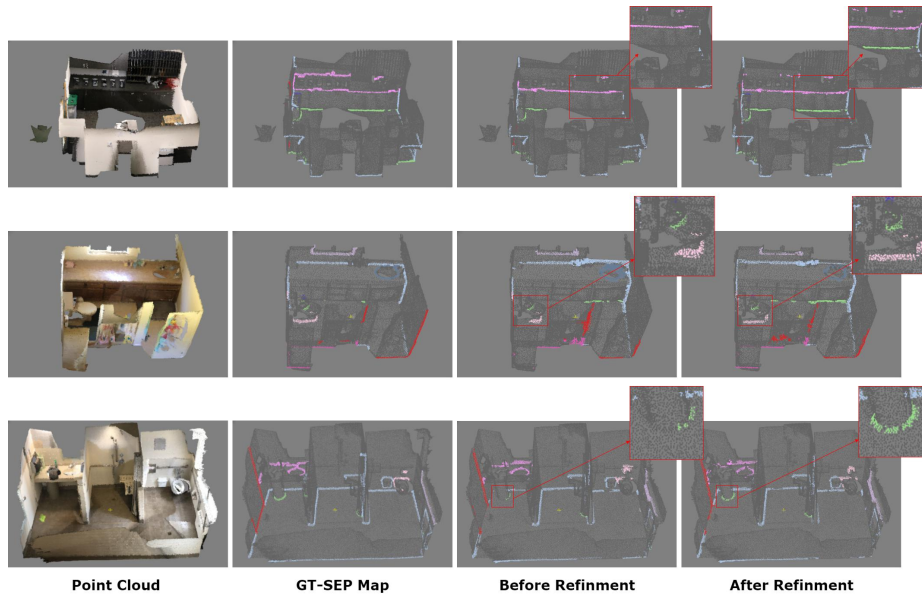 Point Cloud
GT-SEP Map
Before Refinment
After Refinment